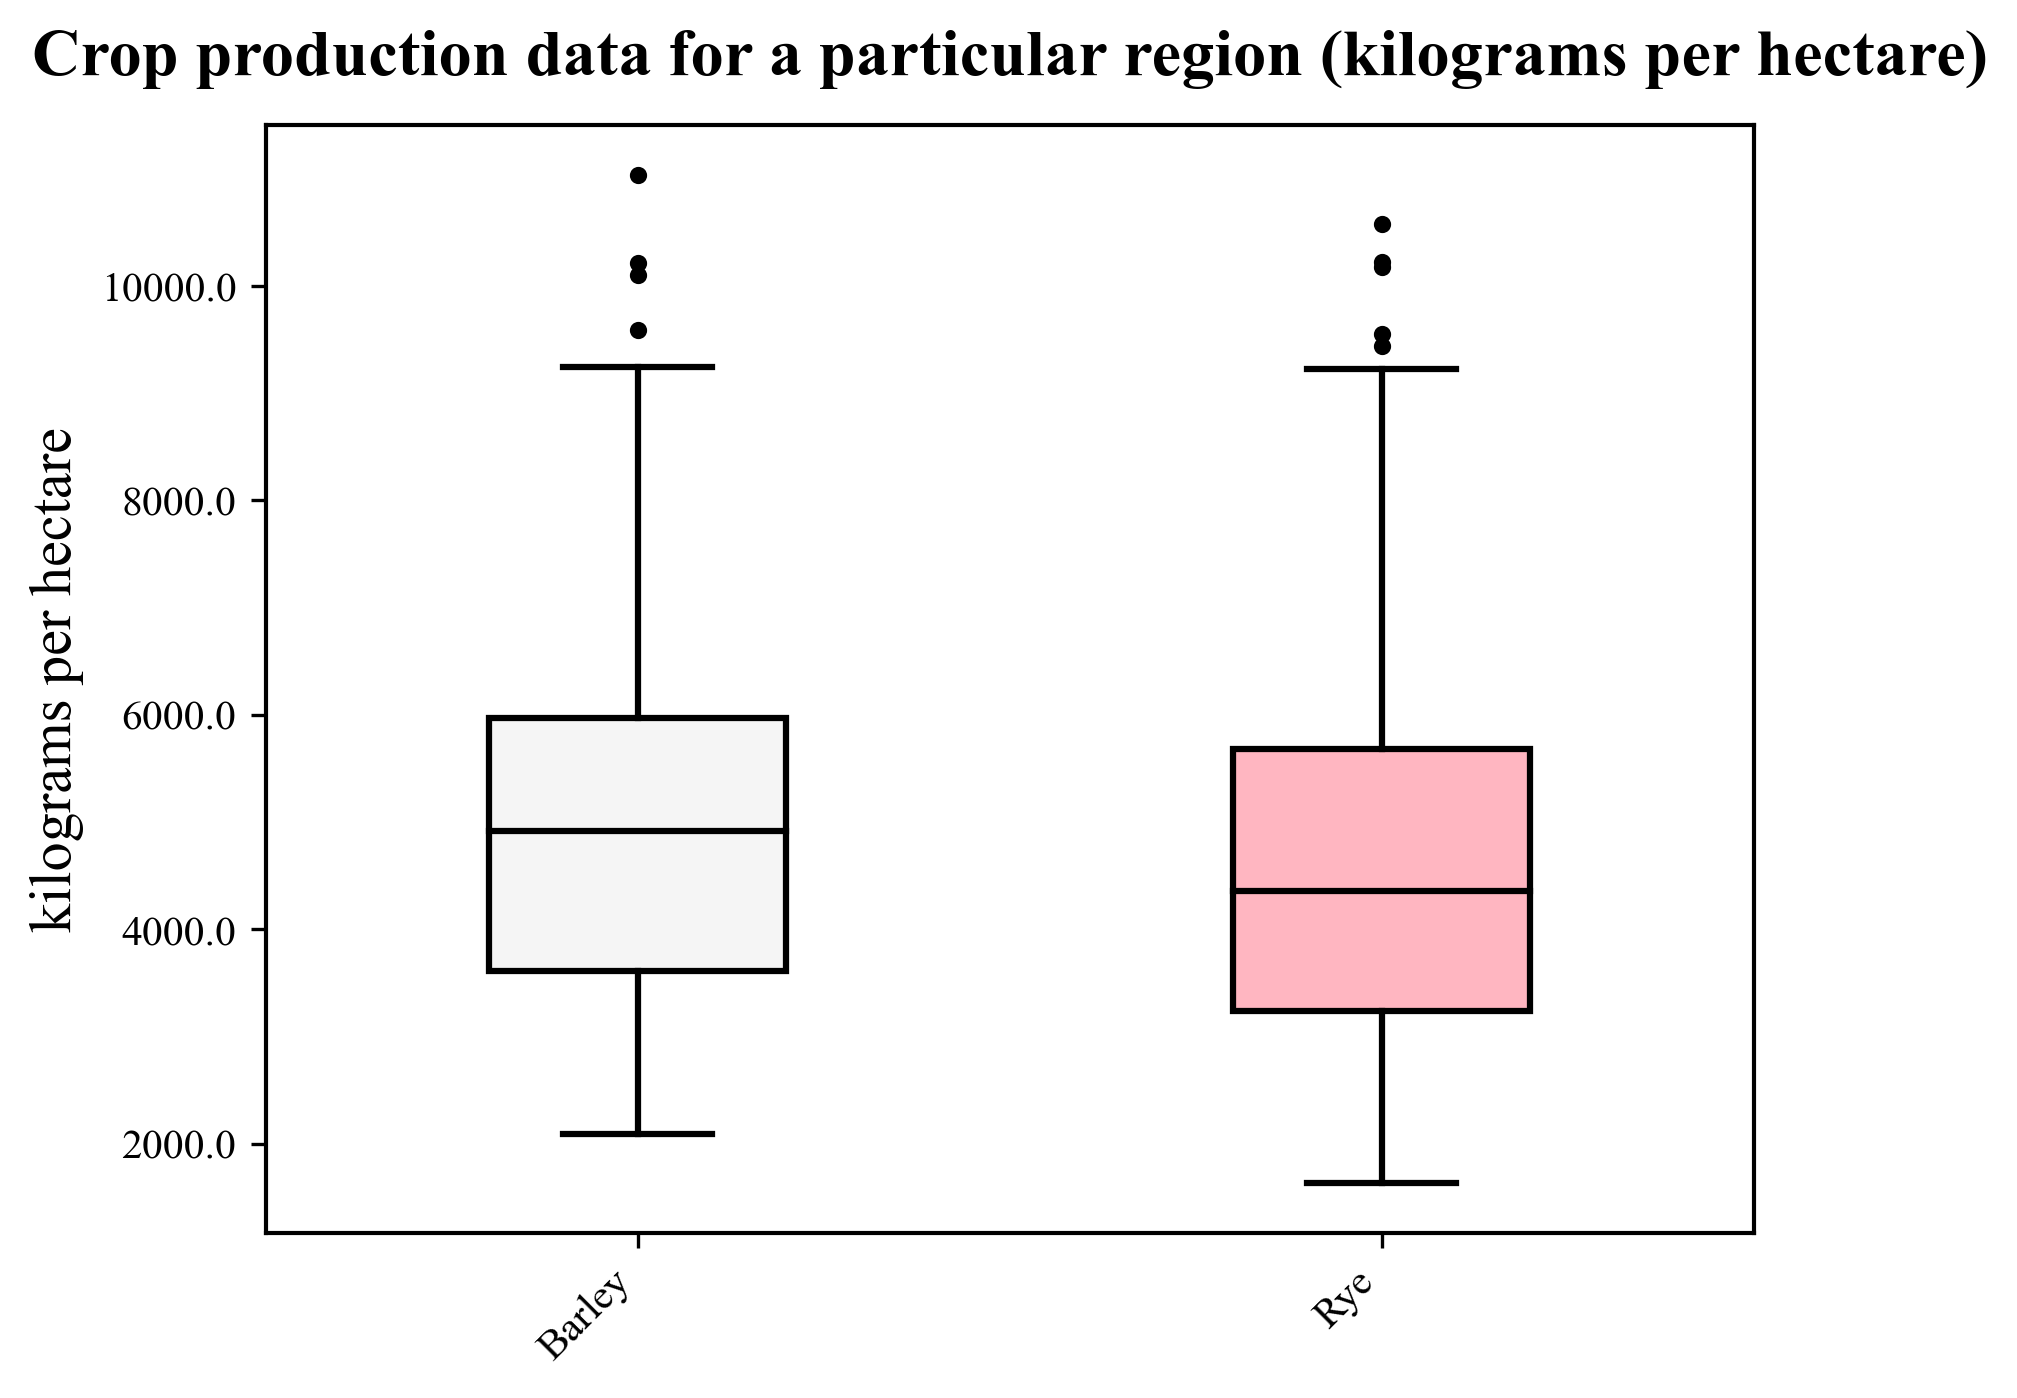 Crop production data for a particular region (kilograms per hectare)
kilograms per hectare
10000.0
8000.0
6000.0
4000.0
2000.0
Barley
Rye